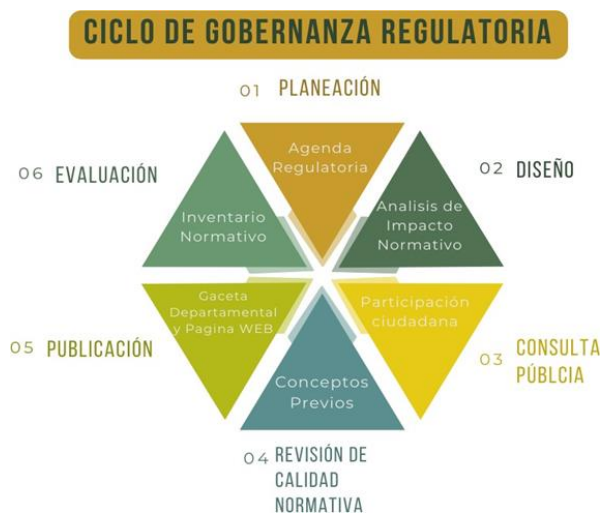 CICLO DE GOBERNANZA REGULATORIA
01 PLANEACIÓN
Agenda
Regulatoria
02 DISEÑO
Analisis de
Impacto
Normativo
03 CONSULTA
PÚBLCIA
Participación
ciudadana
04 REVISIÓN DE
CALIDAD
NORMATIVA
Conceptos
Previos
05 PUBLICACIÓN
Gaceta
Departamental
y Pagina WEB
06 EVALUACIÓN
Inventario
Normativo